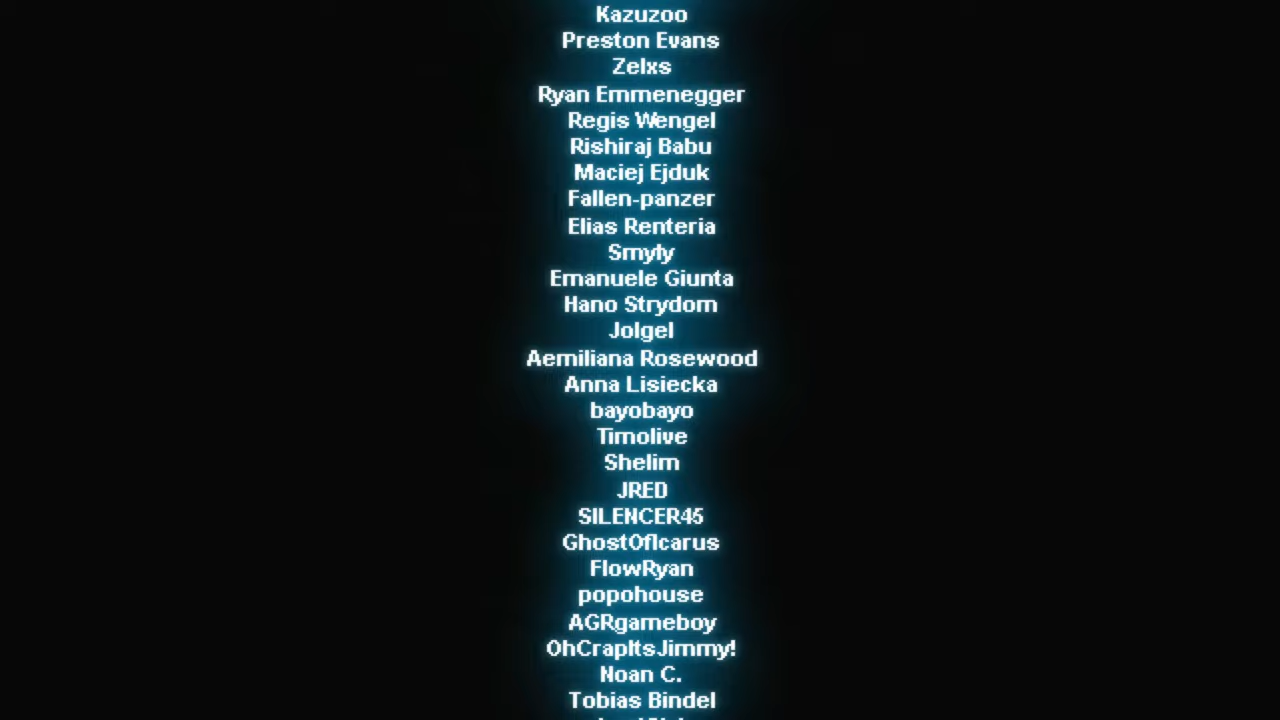 Kazuzoo
Preston Evans
Zelxs
Ryan Emmenegger
Regis Wengel
Rishiraj Babu
Maciej Ejduk
Fallen-panzer
Elias Renteria
Smyły
Emanuele Giunta
Hano Strydom
Jolgel
Aemiliana Rosewood
Anna Lisiecka
bayobayo
Timolive
Shelim
JRED
SILENCER45
GhostOfIcarus
FlowRyan
popohouse
AGRgameboy
OhCrapItsJimmy!
Noan C.
Tobias Bindel